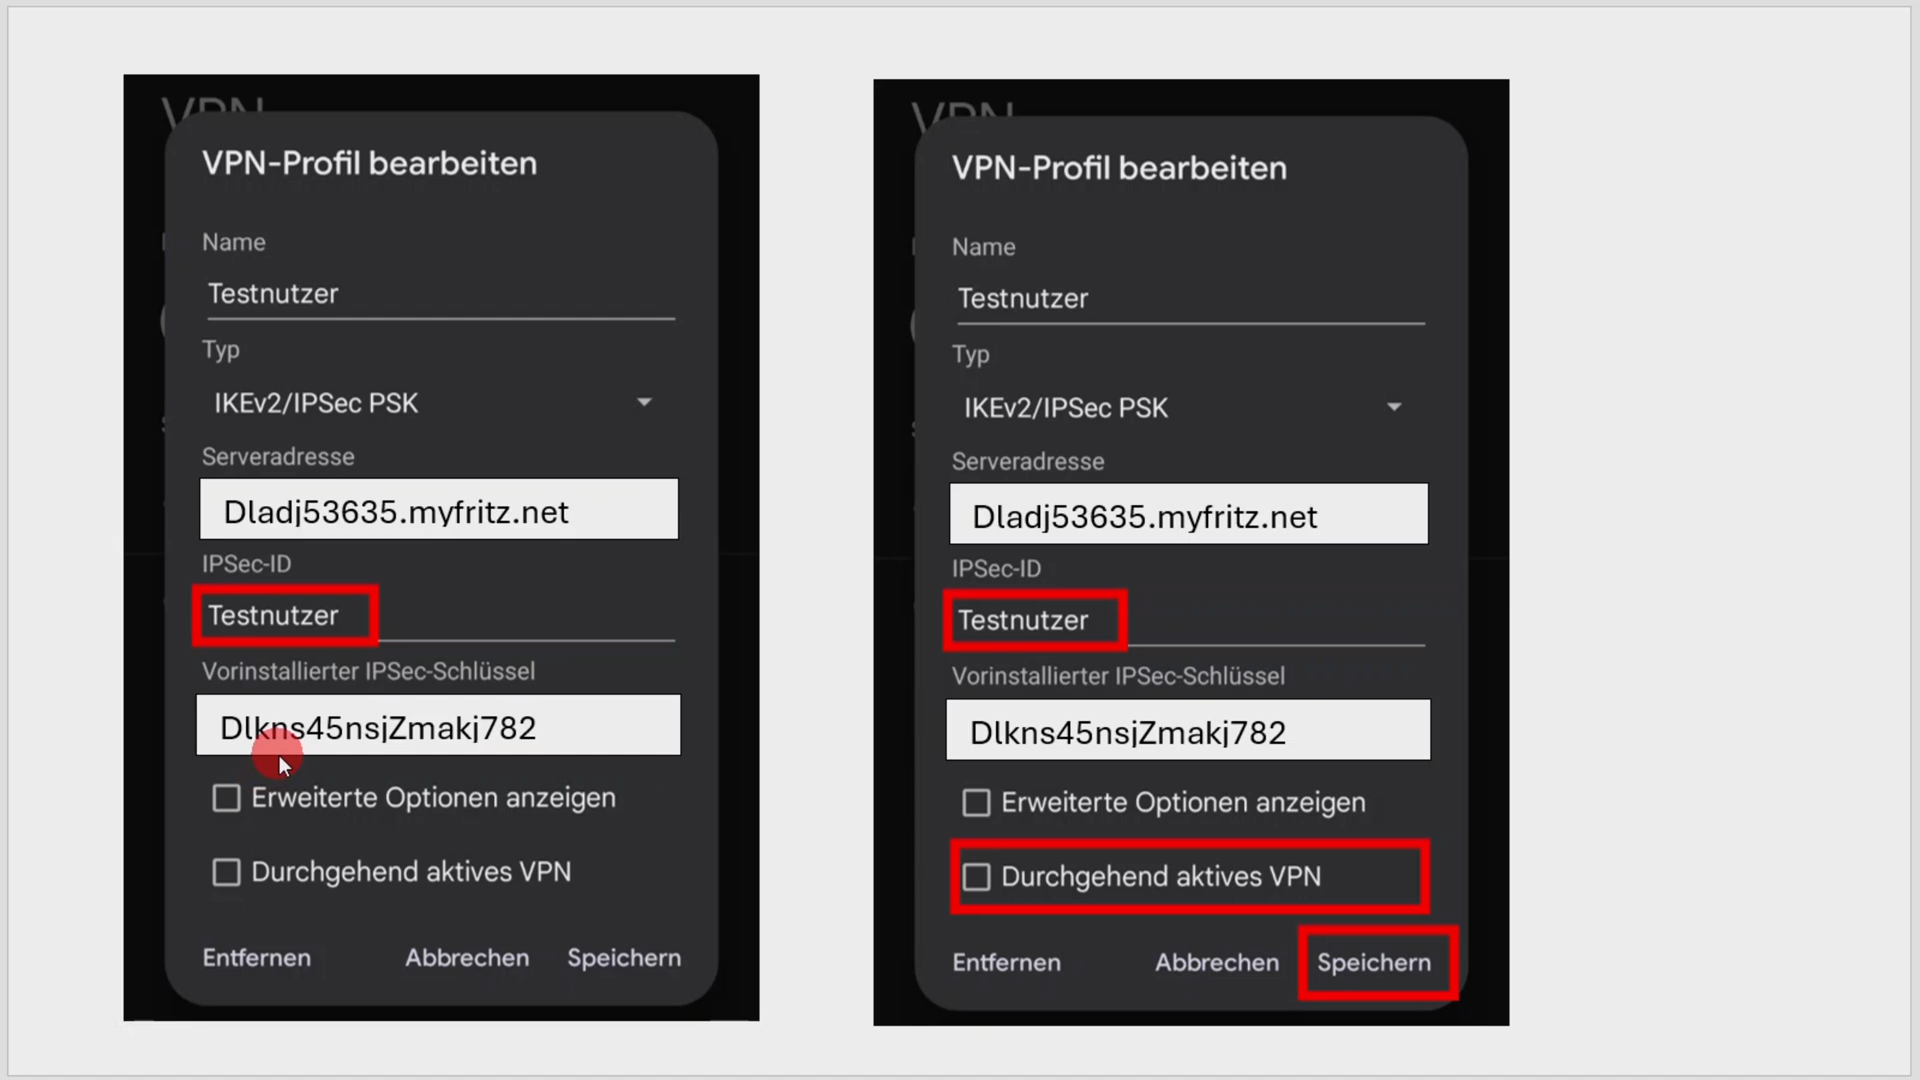 VPN
VPN-Profil bearbeiten
Name
Testnutzer
Typ
IKEv2/IPSec PSK
Serveradresse
Dladj53635.myfritz.net
IPSec-ID
Testnutzer
Vorinstallierter IPSec-Schlüssel
Dlkns45nsjZmakj782
Erweiterte Optionen anzeigen
Durchgehend aktives VPN
Entfernen Abbrechen Speichern
VPN
VPN-Profil bearbeiten
Name
Testnutzer
Typ
IKEv2/IPSec PSK
Serveradresse
Dladj53635.myfritz.net
IPSec-ID
Testnutzer
Vorinstallierter IPSec-Schlüssel
Dlkns45nsjZmakj782
Erweiterte Optionen anzeigen
Durchgehend aktives VPN
Entfernen Abbrechen Speichern